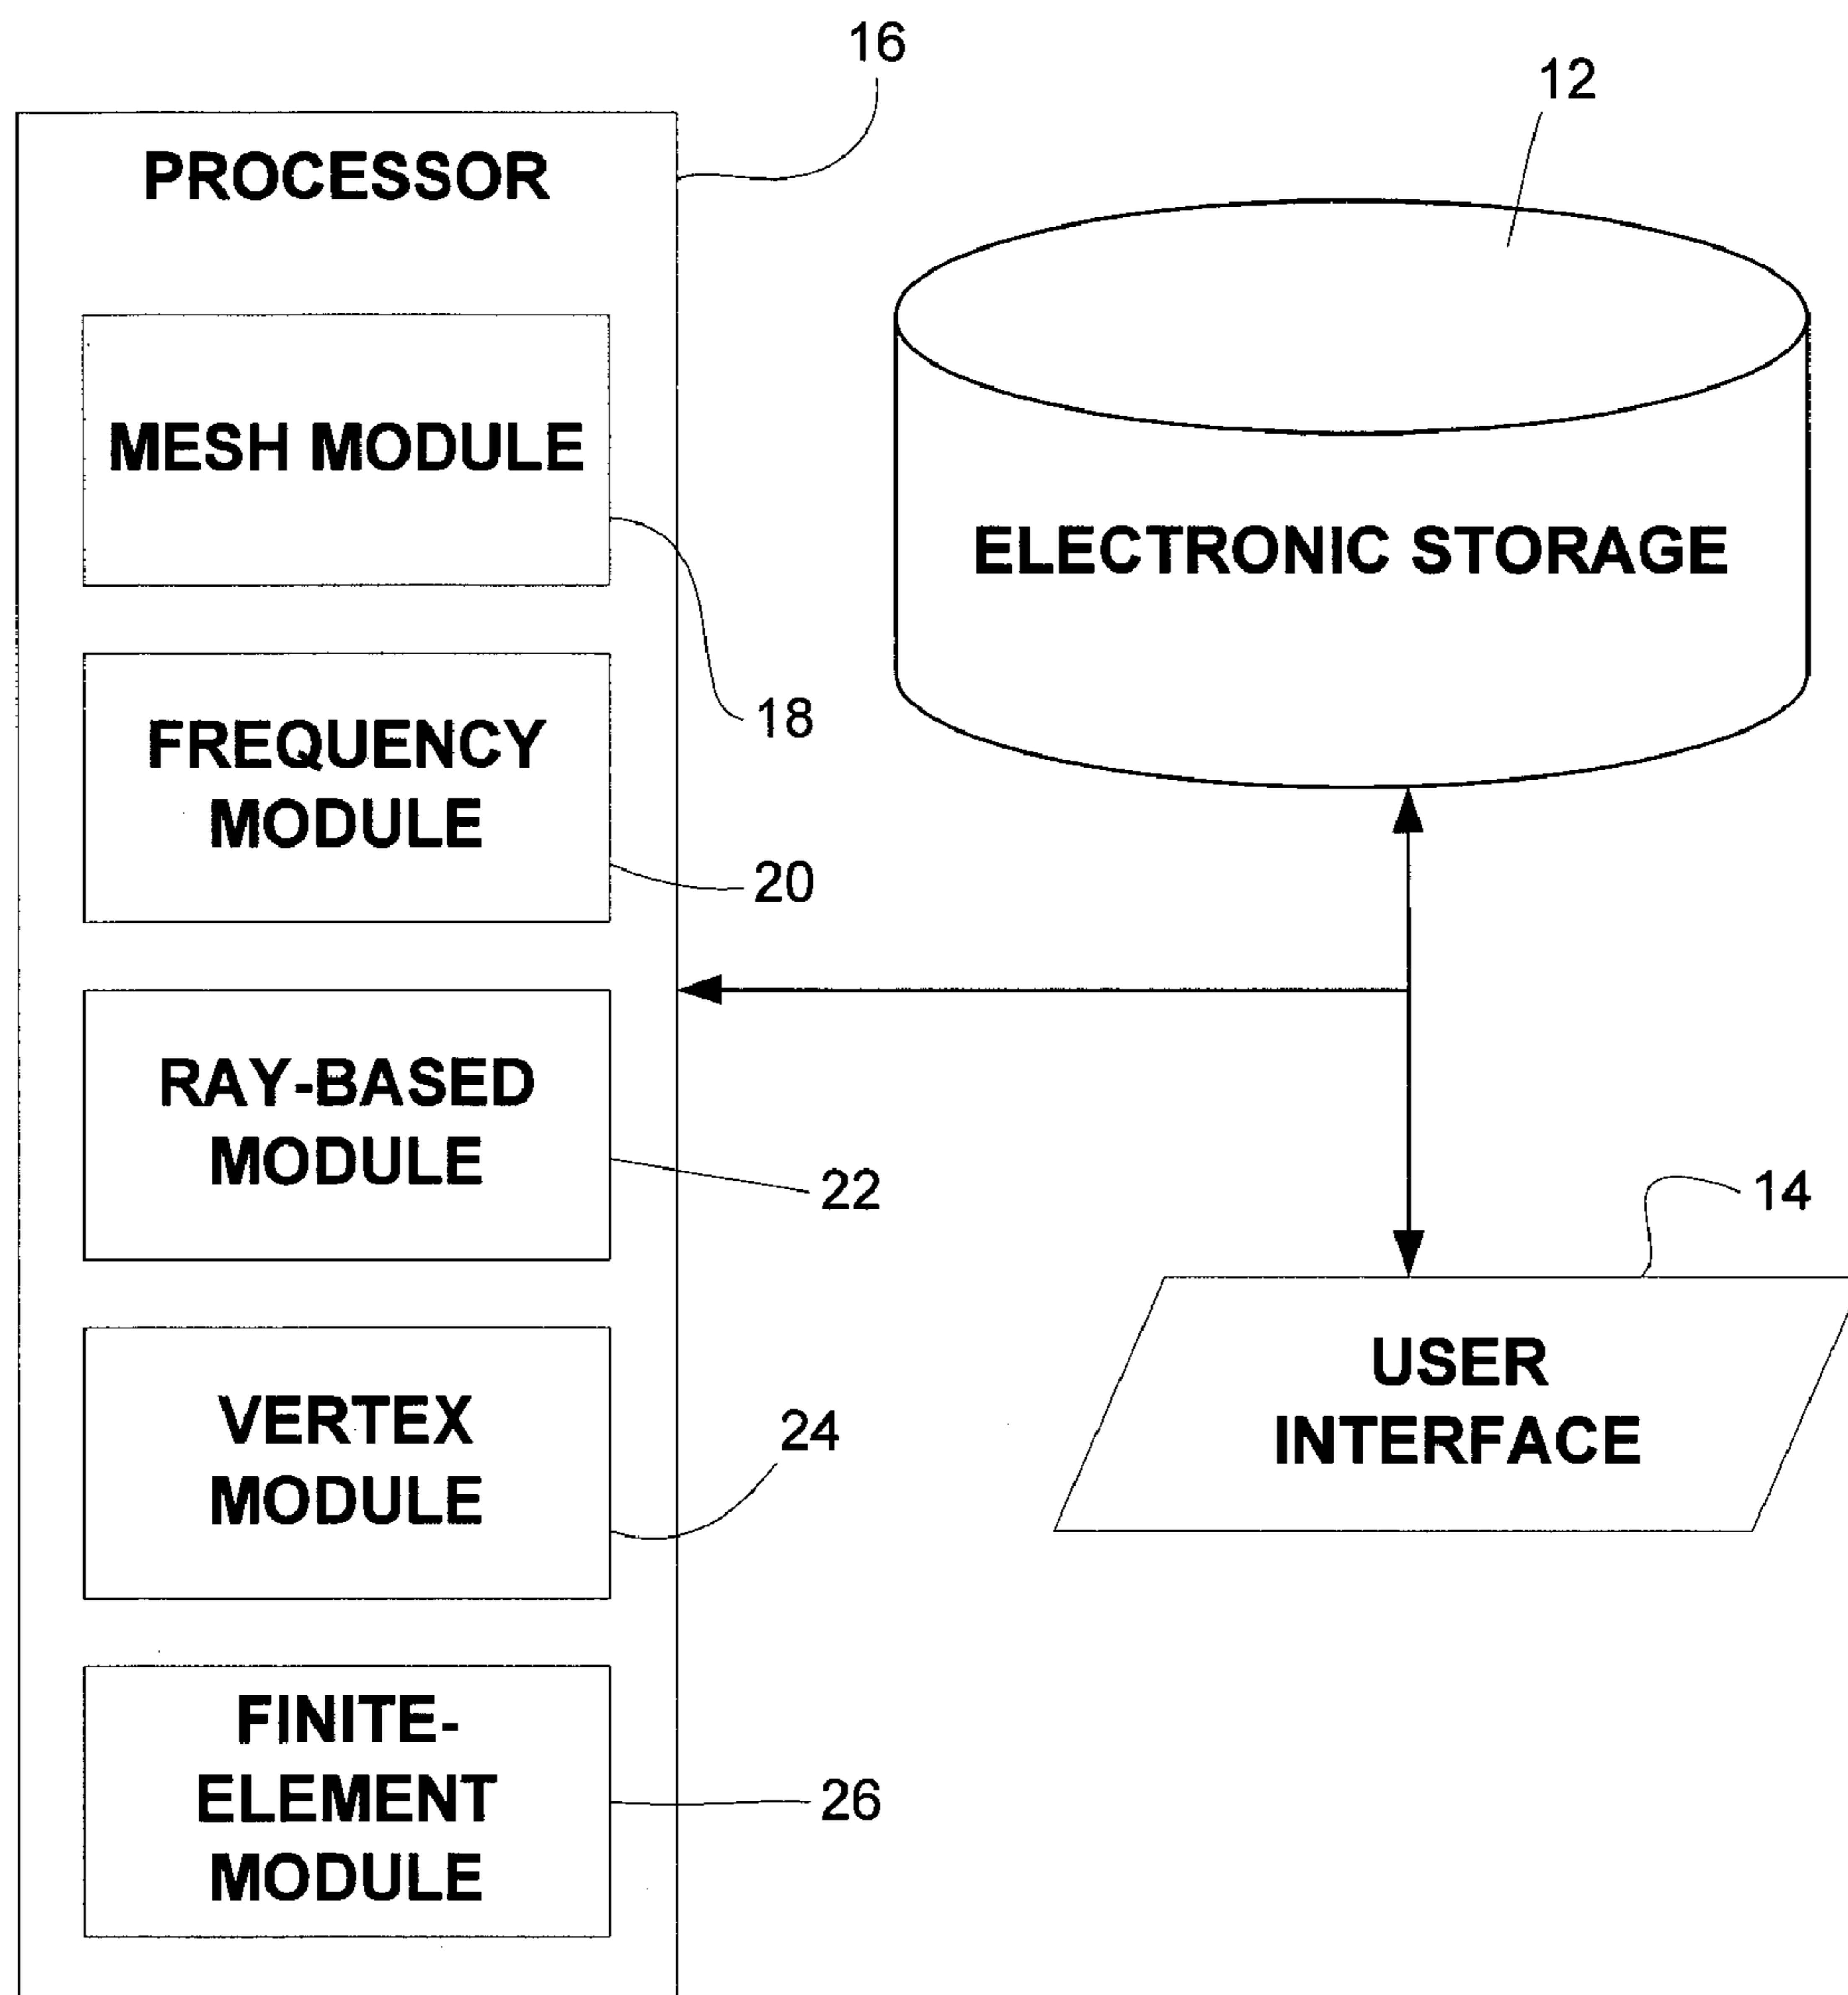 16
12
PROCESSOR
MESH MODULE
ELECTRONIC STORAGE
18
FREQUENCY
MODULE
20
RAY-BASED
MODULE
22
14
USER
INTERFACE
VERTEX
MODULE
24
FINITE-
ELEMENT
MODULE
26